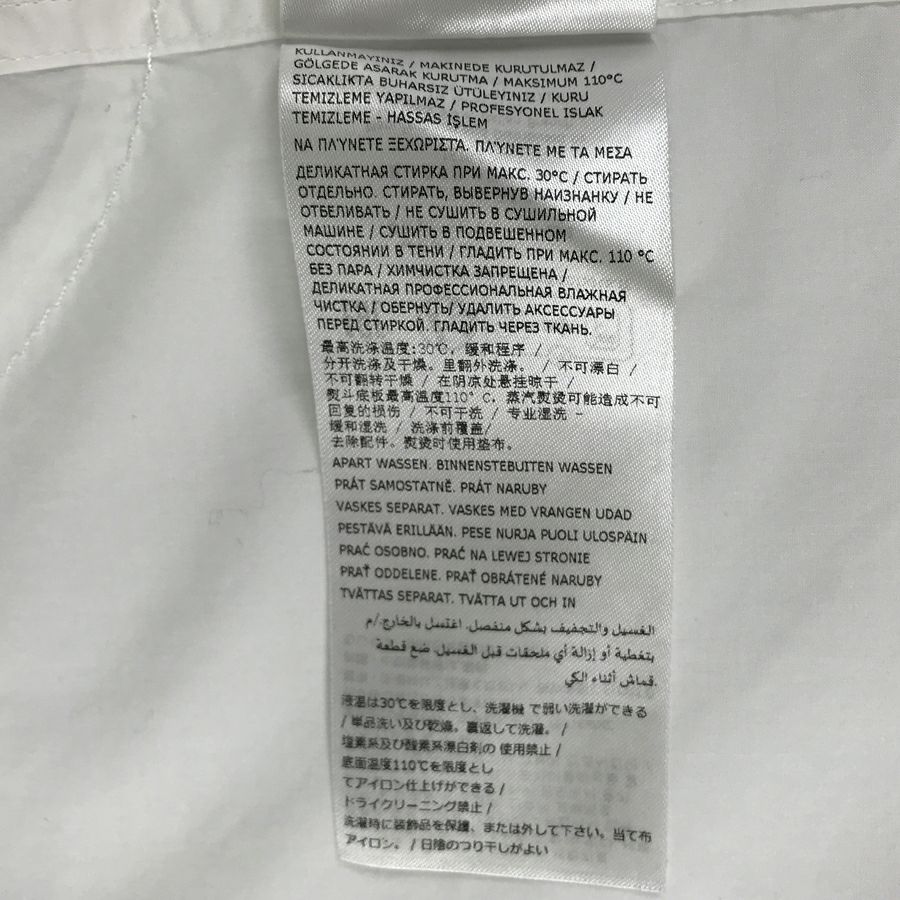 KULLANMAYINIZ / MAKINEDE KURUTULMAZ /
GÖLGEDE ASARAK KURUTMA / MAKSIMUM 110°C
SICAKLIKTA BUHARSIZ ÜTÜLEYINIZ / KURU
TEMIZLEME YAPILMAZ / PROFESYONEL ISLAK
TEMIZLEME - HASSAS İŞLEM
ΝΑ ΠΛΎΝΕΤΕ ΞΕΧΩΡΙΣΤΆ. ΠΛΎΝΕΤΕ ΜΕ ΤΑ ΜΕΣΑ
ДЕЛИКАТНАЯ СТИРКА ПРИ МАКС. 30°C / СТИРАТЬ
ОТДЕЛЬНО. СТИРАТЬ, ВЫВЕРНУВ НАИЗНАНКУ / НЕ
ОТБЕЛИВАТЬ / НЕ СУШИТЬ В СУШИЛЬНОЙ
МАШИНЕ / СУШИТЬ В ПОДВЕШЕННОМ
СОСТОЯНИИ В ТЕНИ / ГЛАДИТЬ ПРИ МАКС. 110 °C
БЕЗ ПАРА / ХИМЧИСТКА ЗАПРЕЩЕНА /
ДЕЛИКАТНАЯ ПРОФЕССИОНАЛЬНАЯ ВЛАЖНАЯ
ЧИСТКА / ОБЕРНУТЬ/ УДАЛИТЬ АКСЕССУАРЫ
ПЕРЕД СТИРКОЙ. ГЛАДИТЬ ЧЕРЕЗ ТКАНЬ.
最高洗涤温度:30℃, 缓和程序 /
分开洗涤及干燥。里翻外洗涤。 / 不可漂白 /
不可翻转干燥 / 在阴凉处悬挂晾干 /
熨斗底板最高温度110° C, 蒸汽熨烫可能造成不可
回复的损伤 / 不可干洗 / 专业湿洗 -
缓和湿洗 / 洗涤前覆盖/
去除配件。熨烫时使用垫布。
APART WASSEN. BINNENSTEBUITEN WASSEN
PRÁT SAMOSTATNĚ. PRÁT NARUBY
VASKES SEPARAT. VASKES MED VRANGEN UDAD
PESTÄVÄ ERILLÄÄN. PESE NURJA PUOLI ULOSPÄIN
PRAĆ OSOBNO. PRAĆ NA LEWEJ STRONIE
PRAŤ ODDELENE. PRAŤ OBRÁTENÉ NARUBY
TVÄTTAS SEPARAT. TVÄTTA UT OCH IN
الغسيل والتجفيف بشكل منفصل. اغتسل بالخارج./م
بتغطية أو إزالة أي ملحقات قبل الغسيل. ضع قطعة
قماش أثناء الكي.
液温は30℃を限度とし、洗濯機 で弱い洗濯ができる
/ 単品洗い及び乾燥。裏返して洗濯。 /
塩素系及び酸素系漂白剤の 使用禁止 /
底面温度110℃を限度とし
てアイロン仕上げができる /
ドライクリーニング禁止 /
洗濯時に装飾品を保護、または外して下さい。当て布
アイロン。 / 日陰のつり干しがよい